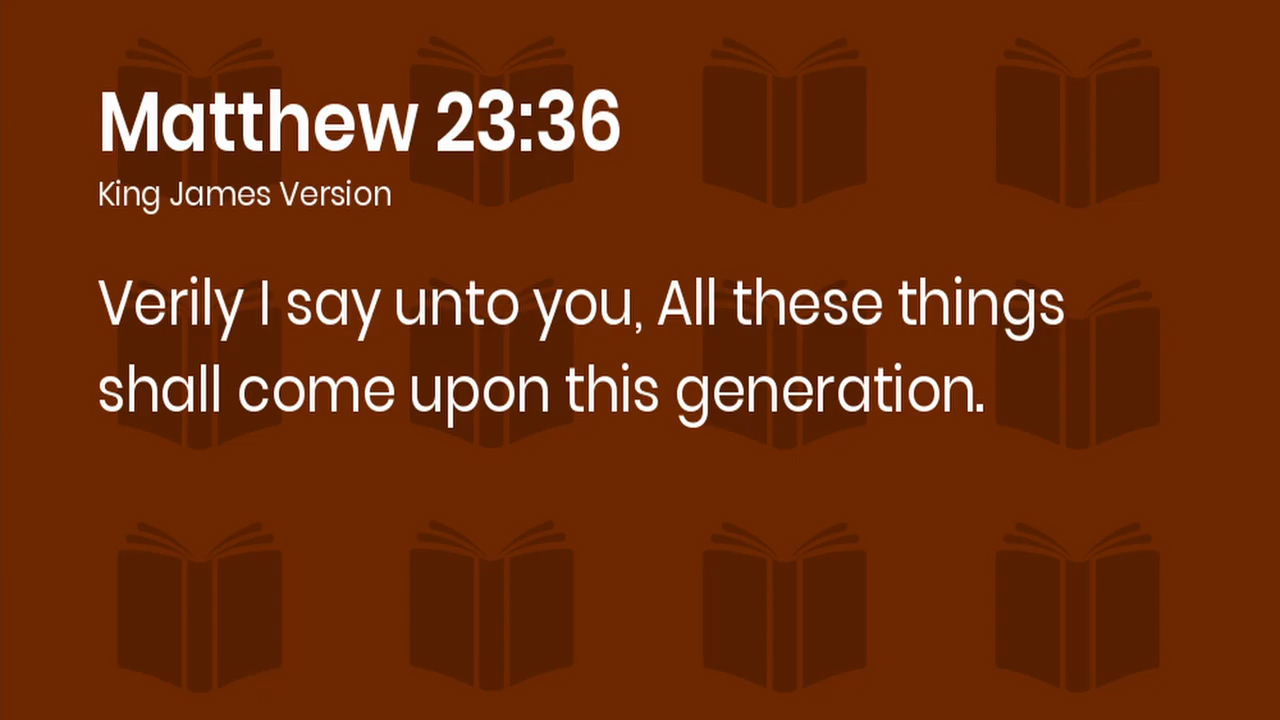 Matthew 23:36
King James Version
Verily I say unto you, All these things
shall come upon this generation.